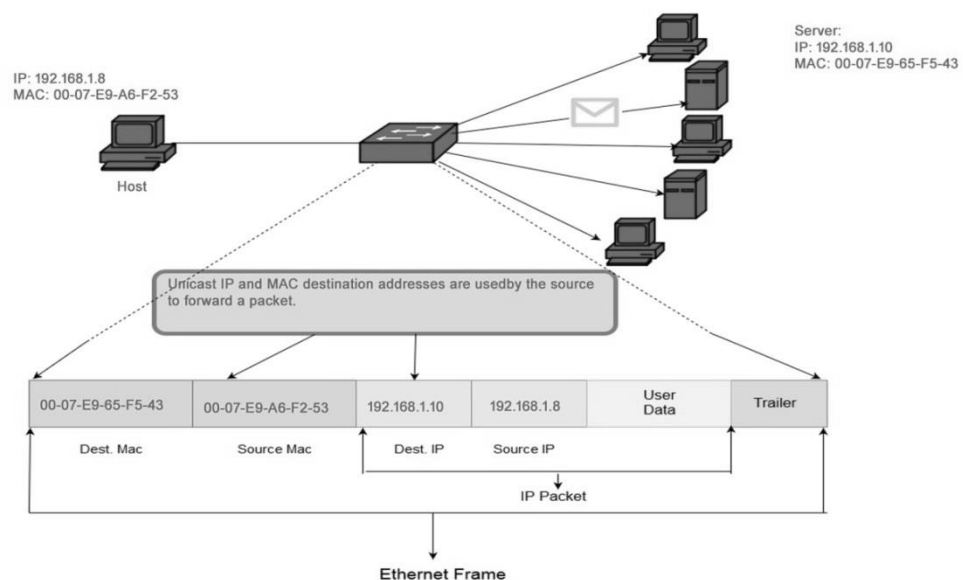 Server:
IP: 192.168.1.10
MAC: 00-07-E9-65-F5-43
IP: 192.168.1.8
MAC: 00-07-E9-A6-F2-53
Host
Unicast IP and MAC destination addresses are usedby the source
to forward a packet.
00-07-E9-65-F5-43
00-07-E9-A6-F2-53
192.168.1.10
192.168.1.8
User
Data
Trailer
Dest. Mac
Source Mac
Dest. IP
Source IP
IP Packet
Ethernet Frame